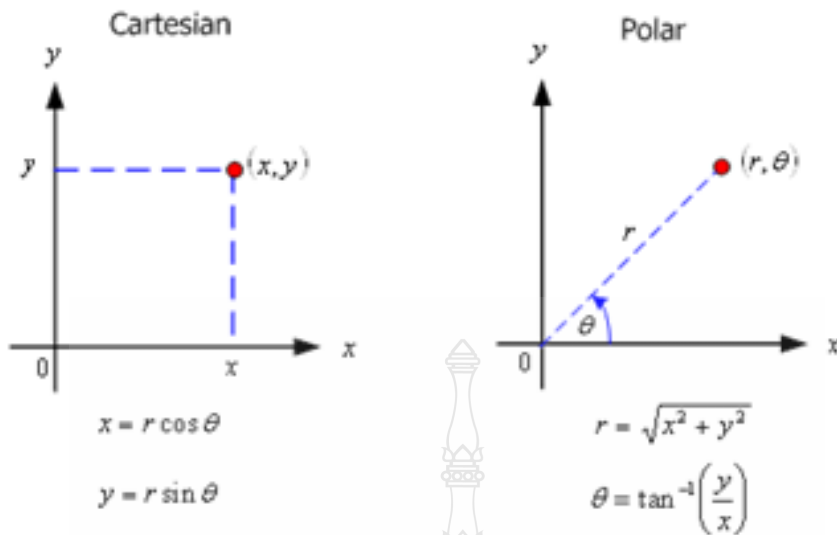 Cartesian
y
y
(x, y)
0
x
x
x = r cos θ
y = r sin θ
Polar
y
(r, θ)
r
θ
0
x
r = √(x² + y²)
θ = tan⁻¹(y/x)